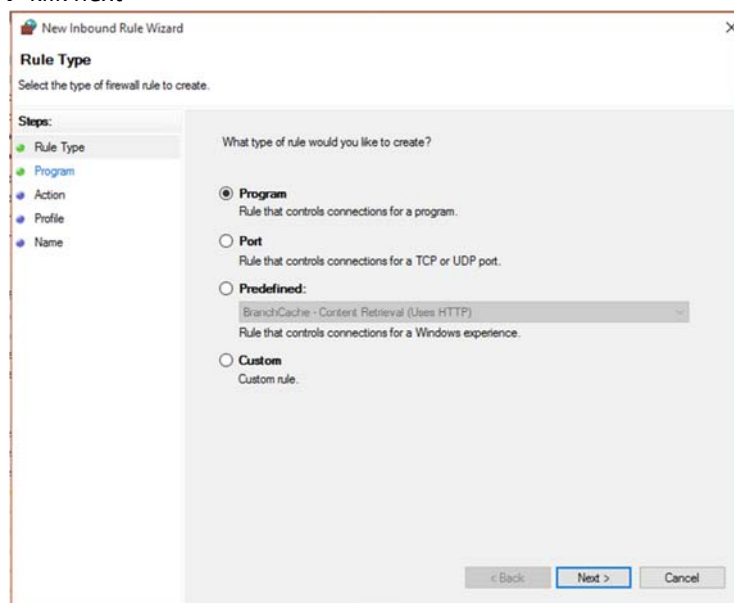 New Inbound Rule Wizard
Rule Type
Select the type of firewall rule to create.
Steps:
Rule Type
Program
Action
Profile
Name
What type of rule would you like to create?
Program
Rule that controls connections for a program.
Port
Rule that controls connections for a TCP or UDP port.
Predefined:
BranchCache - Content Retrieval (Uses HTTP)
Rule that controls connections for a Windows experience.
Custom
Custom rule.
< Back
Next >
Cancel